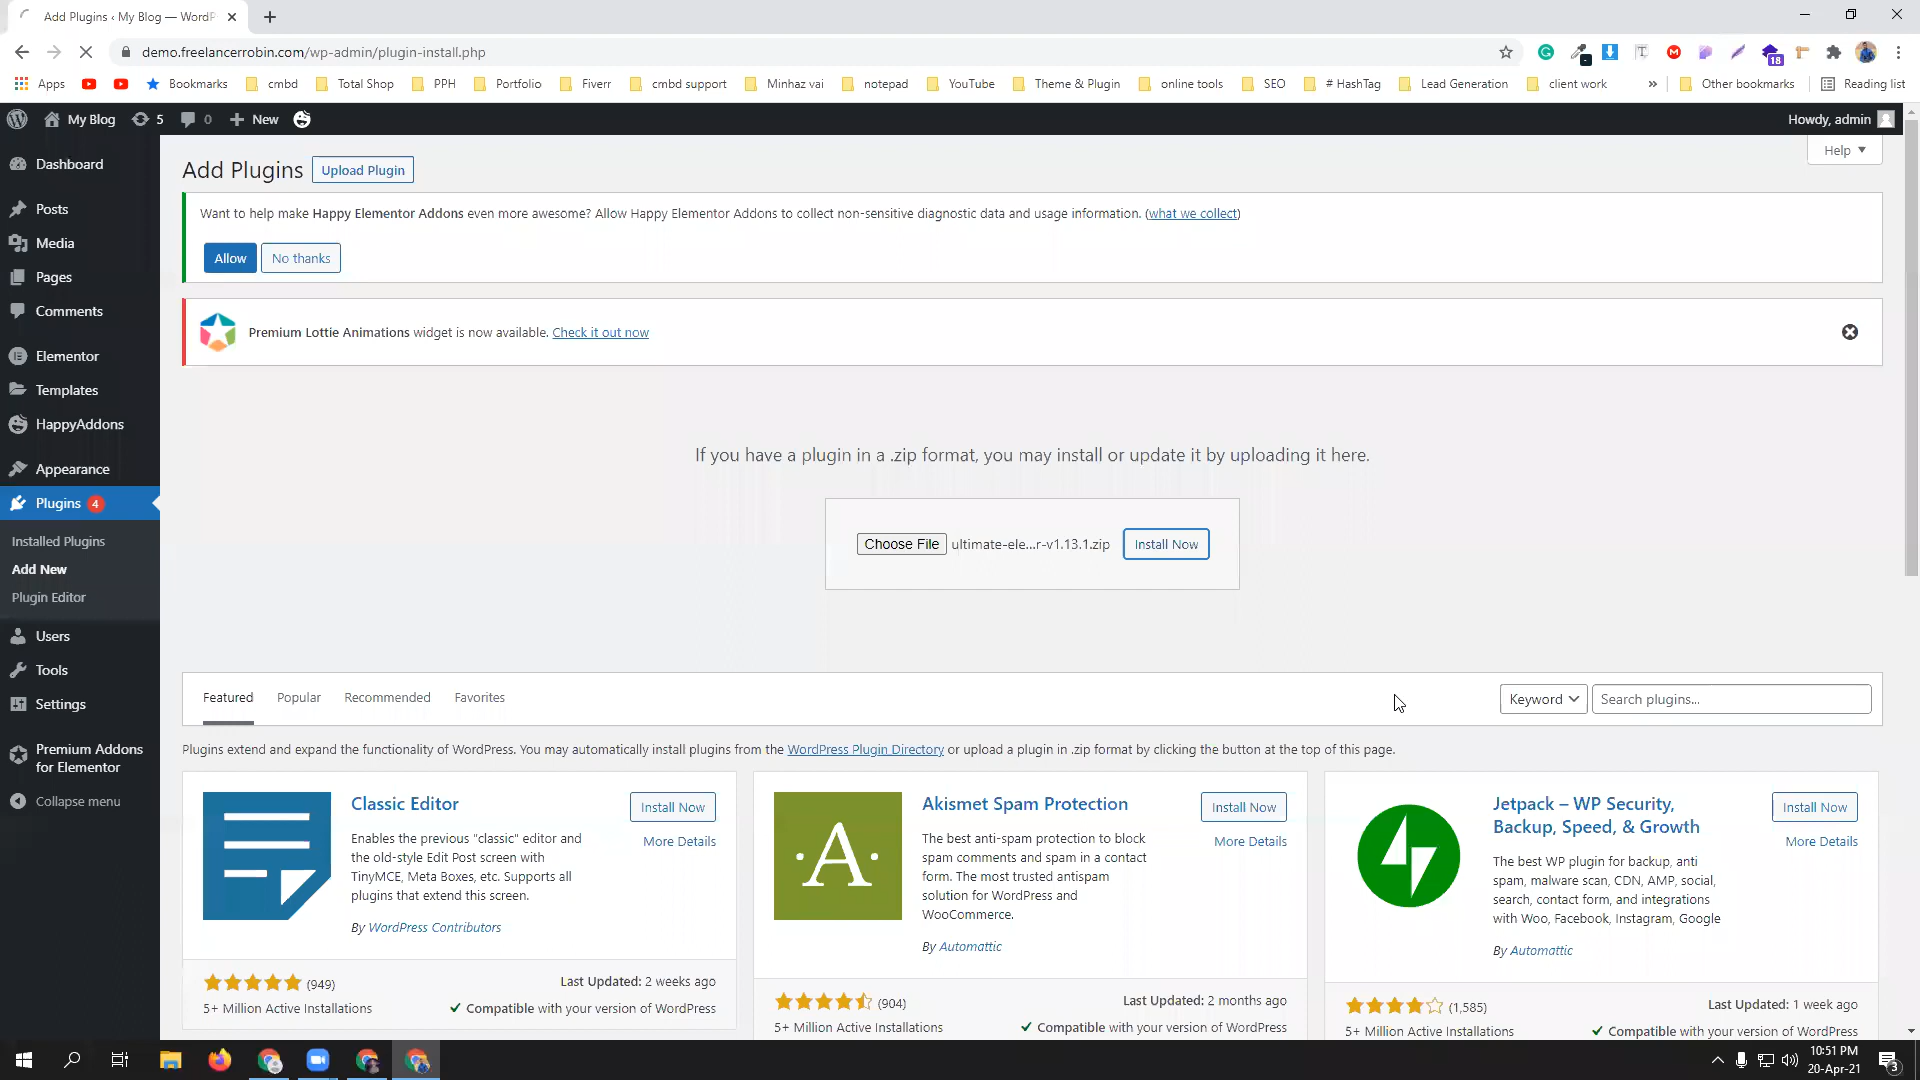 Add Plugins ‹ My Blog — WordP
demo.freelancerrobin.com/wp-admin/plugin-install.php
18
Apps
Bookmarks
cmbd
Total Shop
PPH
Portfolio
Fiverr
cmbd support
Minhaz vai
notepad
YouTube
Theme & Plugin
online tools
SEO
# HashTag
Lead Generation
client work
»
Other bookmarks
Reading list
My Blog
5
0
New
Howdy, admin
Dashboard
Posts
Media
Pages
Comments
Elementor
Templates
HappyAddons
Appearance
Plugins 4
Installed Plugins
Add New
Plugin Editor
Users
Tools
Settings
Premium Addons
for Elementor
Collapse menu
Help
Add Plugins
Upload Plugin
Want to help make Happy Elementor Addons even more awesome? Allow Happy Elementor Addons to collect non-sensitive diagnostic data and usage information. (what we collect)
Allow
No thanks
Premium Lottie Animations widget is now available. Check it out now
If you have a plugin in a .zip format, you may install or update it by uploading it here.
Choose File ultimate-ele...r-v1.13.1.zip
Install Now
Featured
Popular
Recommended
Favorites
Keyword
Search plugins...
Plugins extend and expand the functionality of WordPress. You may automatically install plugins from the WordPress Plugin Directory or upload a plugin in .zip format by clicking the button at the top of this page.
Classic Editor
Install Now
More Details
Enables the previous "classic" editor and
the old-style Edit Post screen with
TinyMCE, Meta Boxes, etc. Supports all
plugins that extend this screen.
By WordPress Contributors
(949)
5+ Million Active Installations
Last Updated: 2 weeks ago
Compatible with your version of WordPress
A
Akismet Spam Protection
Install Now
More Details
The best anti-spam protection to block
spam comments and spam in a contact
form. The most trusted antispam
solution for WordPress and
WooCommerce.
By Automattic
(904)
5+ Million Active Installations
Last Updated: 2 months ago
Compatible with your version of WordPress
Jetpack – WP Security,
Backup, Speed, & Growth
Install Now
More Details
The best WP plugin for backup, anti
spam, malware scan, CDN, AMP, social,
search, contact form, and integrations
with Woo, Facebook, Instagram, Google
By Automattic
(1,585)
5+ Million Active Installations
Last Updated: 1 week ago
Compatible with your version of WordPress
10:51 PM
20-Apr-21
3